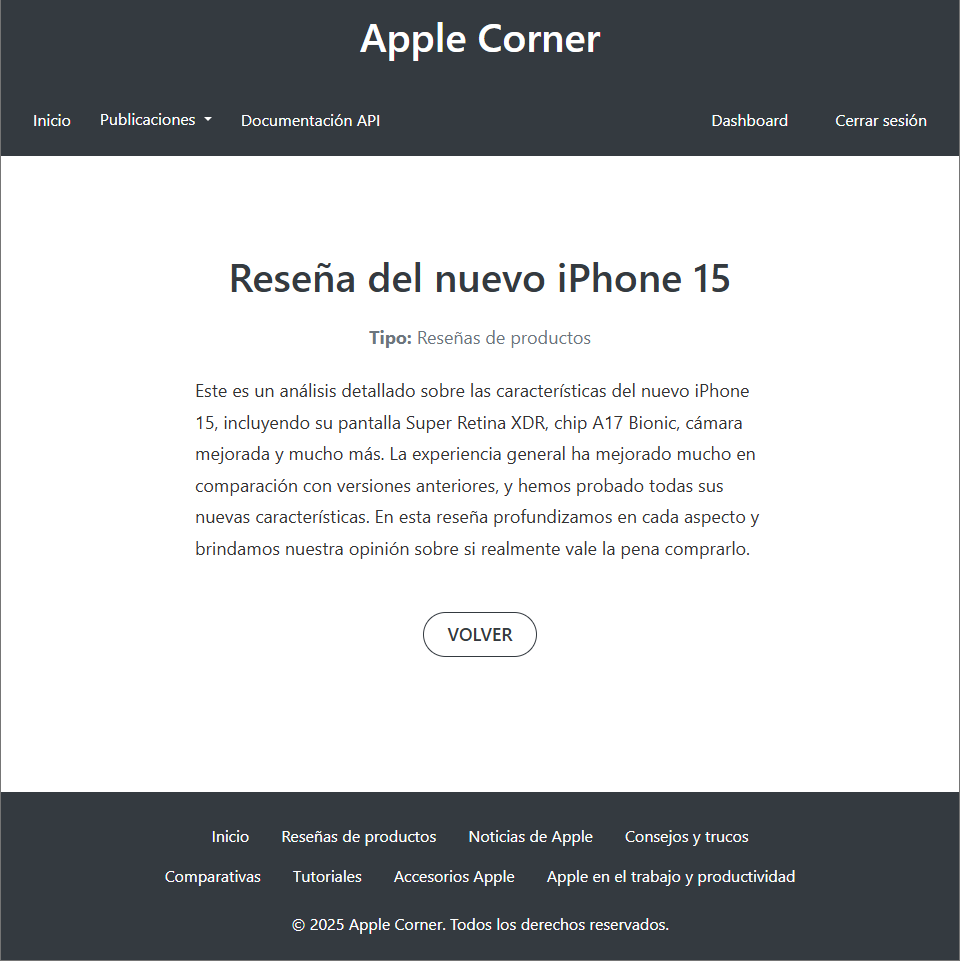 Apple Corner
Inicio Publicaciones Documentación API Dashboard Cerrar sesión
Reseña del nuevo iPhone 15
Tipo: Reseñas de productos
Este es un análisis detallado sobre las características del nuevo iPhone
15, incluyendo su pantalla Super Retina XDR, chip A17 Bionic, cámara
mejorada y mucho más. La experiencia general ha mejorado mucho en
comparación con versiones anteriores, y hemos probado todas sus
nuevas características. En esta reseña profundizamos en cada aspecto y
brindamos nuestra opinión sobre si realmente vale la pena comprarlo.
VOLVER
Inicio Reseñas de productos Noticias de Apple Consejos y trucos
Comparativas Tutoriales Accesorios Apple Apple en el trabajo y productividad
© 2025 Apple Corner. Todos los derechos reservados.